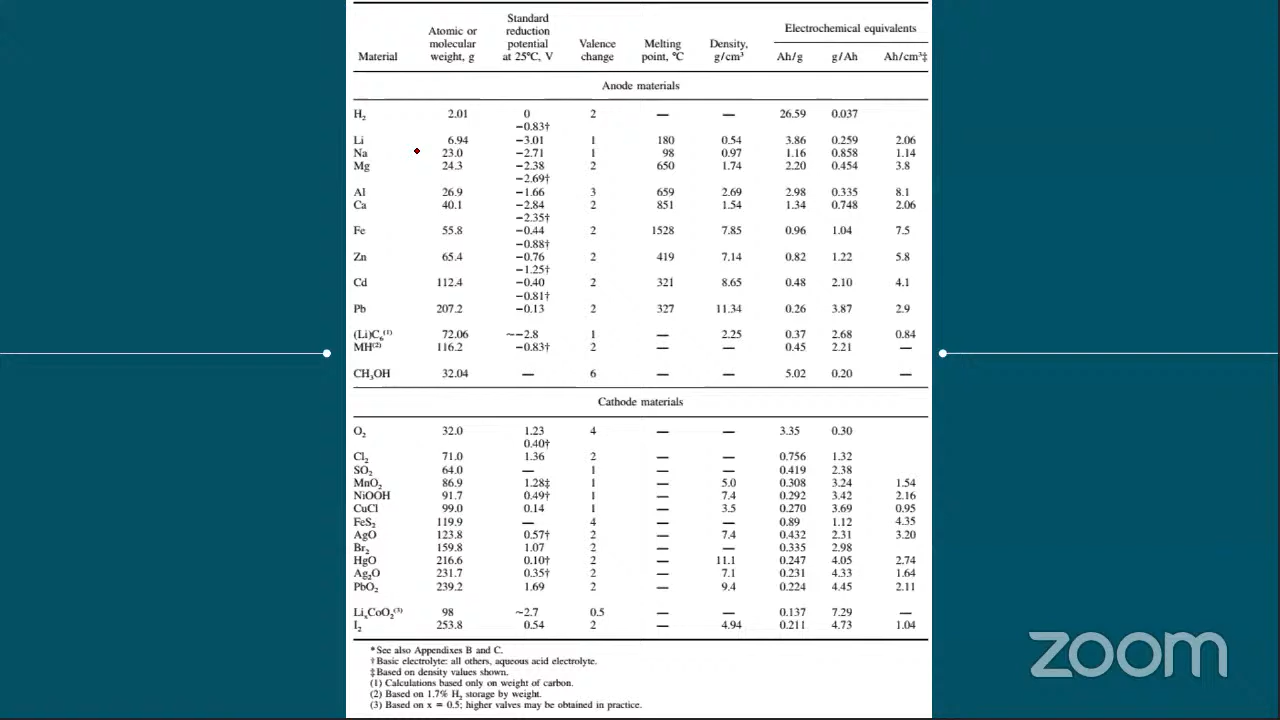 Standard
Atomic or reduction Electrochemical equivalents
molecular potential Valence Melting Density,
Material weight, g at 25°C, V change point, °C g/cm³ Ah/g g/Ah Ah/cm³‡
Anode materials
H₂ 2.01 0 2 — — 26.59 0.037
−0.83†
Li 6.94 −3.01 1 180 0.54 3.86 0.259 2.06
Na 23.0 −2.71 1 98 0.97 1.16 0.858 1.14
Mg 24.3 −2.38 2 650 1.74 2.20 0.454 3.8
−2.69†
Al 26.9 −1.66 3 659 2.69 2.98 0.335 8.1
Ca 40.1 −2.84 2 851 1.54 1.34 0.748 2.06
−2.35†
Fe 55.8 −0.44 2 1528 7.85 0.96 1.04 7.5
−0.88†
Zn 65.4 −0.76 2 419 7.14 0.82 1.22 5.8
−1.25†
Cd 112.4 −0.40 2 321 8.65 0.48 2.10 4.1
−0.81†
Pb 207.2 −0.13 2 327 11.34 0.26 3.87 2.9
(Li)C₆⁽¹⁾ 72.06 ~−2.8 1 — 2.25 0.37 2.68 0.84
MH⁽²⁾ 116.2 −0.83† 2 — — 0.45 2.21 —
CH₃OH 32.04 — 6 — — 5.02 0.20 —
Cathode materials
O₂ 32.0 1.23 4 — — 3.35 0.30
0.40†
Cl₂ 71.0 1.36 2 — — 0.756 1.32
SO₂ 64.0 — 1 — — 0.419 2.38
MnO₂ 86.9 1.28‡ 1 — 5.0 0.308 3.24 1.54
NiOOH 91.7 0.49† 1 — 7.4 0.292 3.42 2.16
CuCl 99.0 0.14 1 — 3.5 0.270 3.69 0.95
FeS₂ 119.9 — 4 — — 0.89 1.12 4.35
AgO 123.8 0.57† 2 — 7.4 0.432 2.31 3.20
Br₂ 159.8 1.07 2 — — 0.335 2.98
HgO 216.6 0.10† 2 — 11.1 0.247 4.05 2.74
Ag₂O 231.7 0.35† 2 — 7.1 0.231 4.33 1.64
PbO₂ 239.2 1.69 2 — 9.4 0.224 4.45 2.11
LiₓCoO₂⁽³⁾ 98 ~2.7 0.5 — — 0.137 7.29 —
I₂ 253.8 0.54 2 — 4.94 0.211 4.73 1.04
*See also Appendixes B and C.
†Basic electrolyte: all others, aqueous acid electrolyte.
‡Based on density values shown.
(1) Calculations based only on weight of carbon.
(2) Based on 1.7% H₂ storage by weight.
(3) Based on x = 0.5; higher valves may be obtained in practice.
zoom